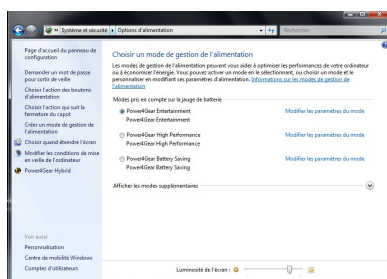 Système et sécurité ▸ Options d'alimentation
Rechercher
Page d'accueil du panneau de
configuration
Demander un mot de passe
pour sortir de veille
Choisir l'action des boutons
d'alimentation
Choisir l'action qui suit la
fermeture du capot
Créer un mode de gestion de
l'alimentation
Choisir quand éteindre l'écran
Modifier les conditions de mise
en veille de l'ordinateur
Power4Gear Hybrid
Voir aussi
Personnalisation
Centre de mobilité Windows
Comptes d'utilisateurs
Choisir un mode de gestion de l'alimentation
Les modes de gestion de l'alimentation peuvent vous aider à optimiser les performances de votre ordinateur
ou à économiser l'énergie. Vous pouvez activer un mode en le sélectionnant, ou choisir un mode et le
personnaliser en modifiant ses paramètres d'alimentation. Informations sur les modes de gestion de
l'alimentation
Modes pris en compte sur la jauge de batterie
Power4Gear Entertainment Modifier les paramètres du mode
Power4Gear Entertainment
Power4Gear High Performance Modifier les paramètres du mode
Power4Gear High Performance
Power4Gear Battery Saving Modifier les paramètres du mode
Power4Gear Battery Saving
Afficher les modes supplémentaires
Luminosité de l'écran :